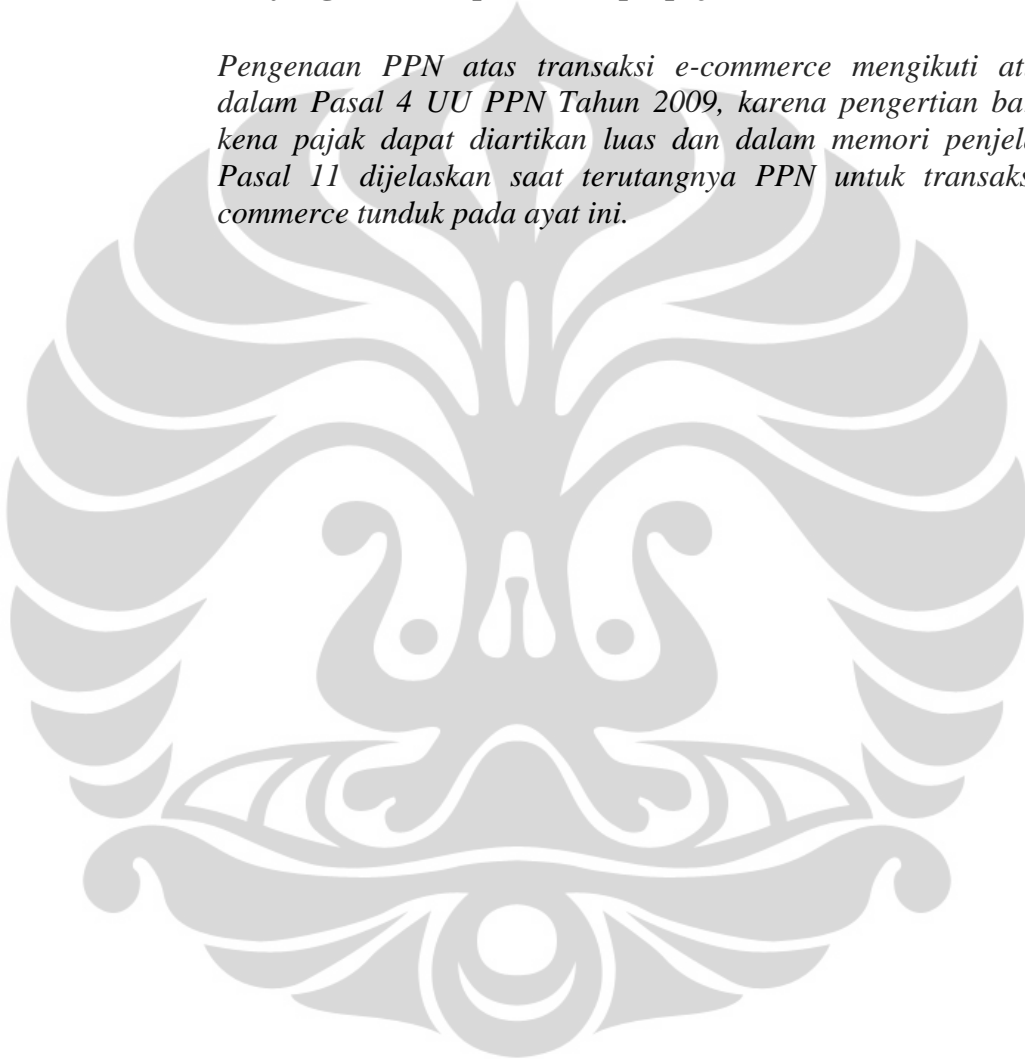 Pengenaan PPN atas transaksi e-commerce mengikuti
dalam Pasal 4 UU PPN Tahun 2009, karena pengertian
kena pajak dapat diartikan luas dan dalam memori
Pasal 11 dijelaskan saat terutangnya PPN untuk
commerce tunduk pada ayat ini.